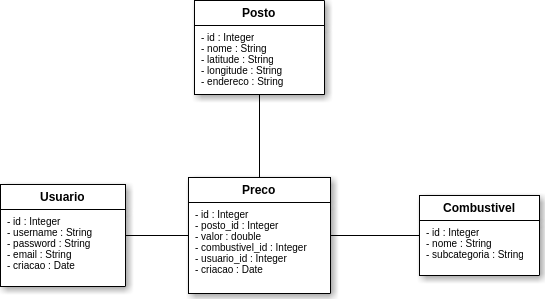 Posto
- id : Integer
- nome : String
- latitude : String
- longitude : String
- endereco : String
Usuario
- id : Integer
- username : String
- password : String
- email : String
- criacao : Date
Preco
- id : Integer
- posto_id : Integer
- valor : double
- combustivel_id : Integer
- usuario_id : Integer
- criacao : Date
Combustivel
- id : Integer
- nome : String
- subcategoria : String